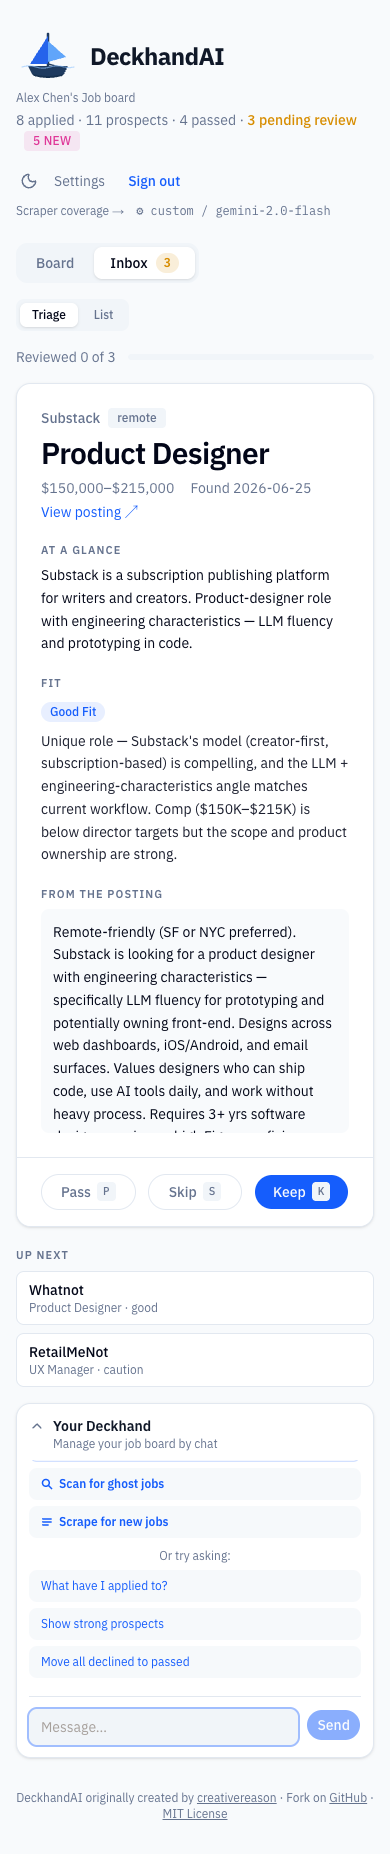 DeckhandAI
Alex Chen's Job board
8 applied · 11 prospects · 4 passed · 3 pending review
5 NEW
Settings Sign out
Scraper coverage → ⚙ custom / gemini-2.0-flash
Board Inbox 3
Triage List
Reviewed 0 of 3
Substack remote
Product Designer
$150,000–$215,000 Found 2026-06-25
View posting ↗
AT A GLANCE
Substack is a subscription publishing platform
for writers and creators. Product-designer role
with engineering characteristics — LLM fluency
and prototyping in code.
FIT
Good Fit
Unique role — Substack's model (creator-first,
subscription-based) is compelling, and the LLM +
engineering-characteristics angle matches
current workflow. Comp ($150K–$215K) is
below director targets but the scope and product
ownership are strong.
FROM THE POSTING
Remote-friendly (SF or NYC preferred).
Substack is looking for a product designer
with engineering characteristics —
specifically LLM fluency for prototyping and
potentially owning front-end. Designs across
web dashboards, iOS/Android, and email
surfaces. Values designers who can ship
code, use AI tools daily, and work without
heavy process. Requires 3+ yrs software
Pass P Skip S Keep K
UP NEXT
Whatnot
Product Designer · good
RetailMeNot
UX Manager · caution
Your Deckhand
Manage your job board by chat
Scan for ghost jobs
Scrape for new jobs
Or try asking:
What have I applied to?
Show strong prospects
Move all declined to passed
Message... Send
DeckhandAI originally created by creativereason · Fork on GitHub ·
MIT License